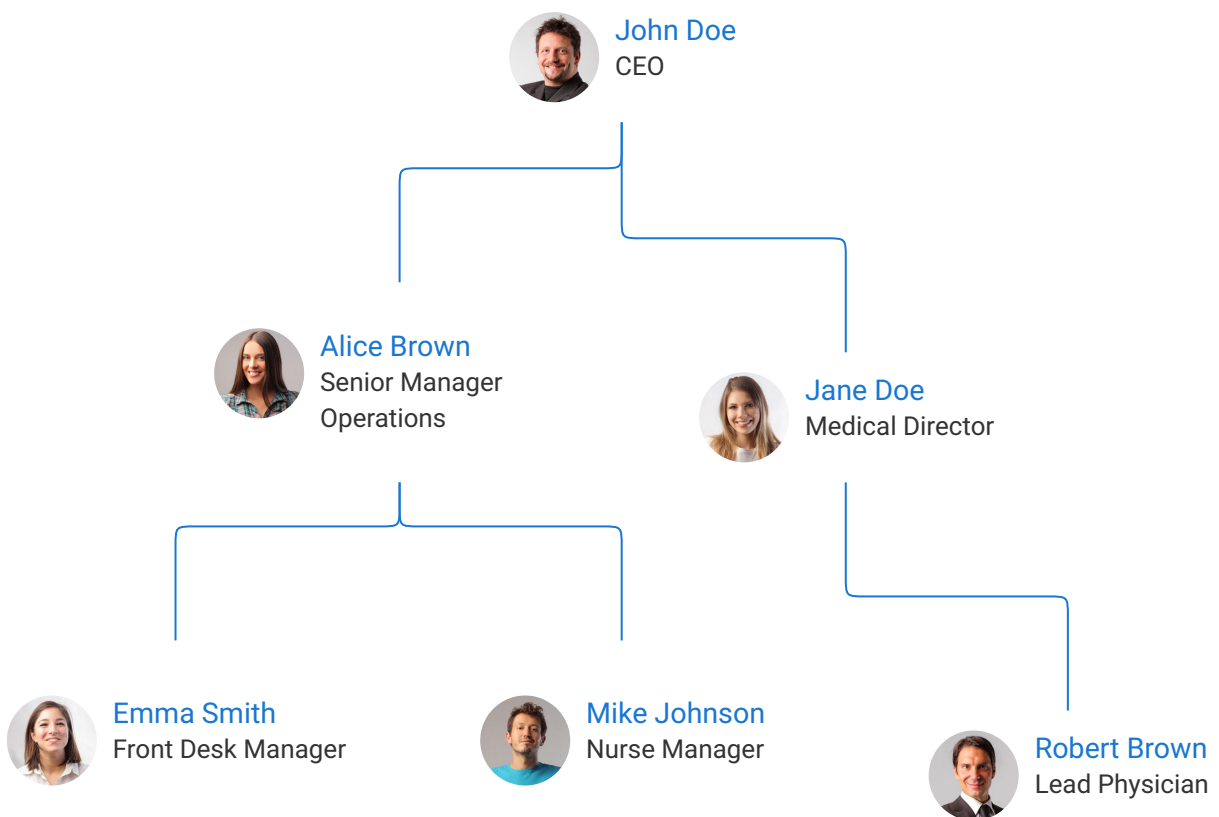 John Doe
CEO
Alice Brown
Senior Manager
Operations
Jane Doe
Medical Director
Emma Smith
Front Desk Manager
Mike Johnson
Nurse Manager
Robert Brown
Lead Physician